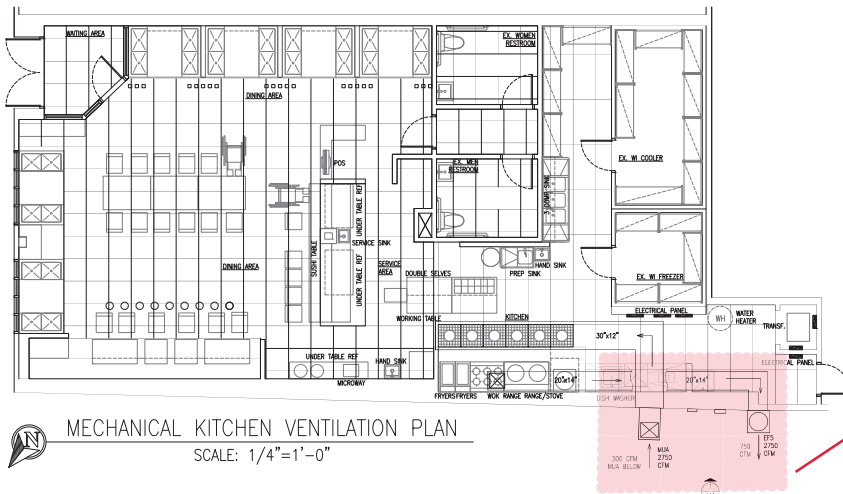 WAITING AREA
EX. WOMEN
RESTROOM
DINING AREA
POS
EX. MEN
RESTROOM
EX. WI COOLER
3-COMP. SINK
UNDER TABLE REF
SERVICE SINK
SUSHI TABLE
UNDER TABLE REF
SERVICE
AREA
HAND SINK
PREP SINK
DINING AREA
DOUBLE SELVES
EX. WI FREEZER
ELECTRICAL PANEL
WORKING TABLE
KITCHEN
WH
WATER
HEATER
TRANSF.
30"x12"
UNDER TABLE REF
HAND SINK
MICROWAY
ELECTRICAL PANEL
20"x14"
20"x14"
FRYERS
FRYERS
WOK RANGE
RANGE/STOVE
DISH WASHER
N
MECHANICAL KITCHEN VENTILATION PLAN
SCALE: 1/4"=1'-0"
300 CFM
MUA BELOW
MUA
2750
CFM
750
CFM
EF5
2750
CFM